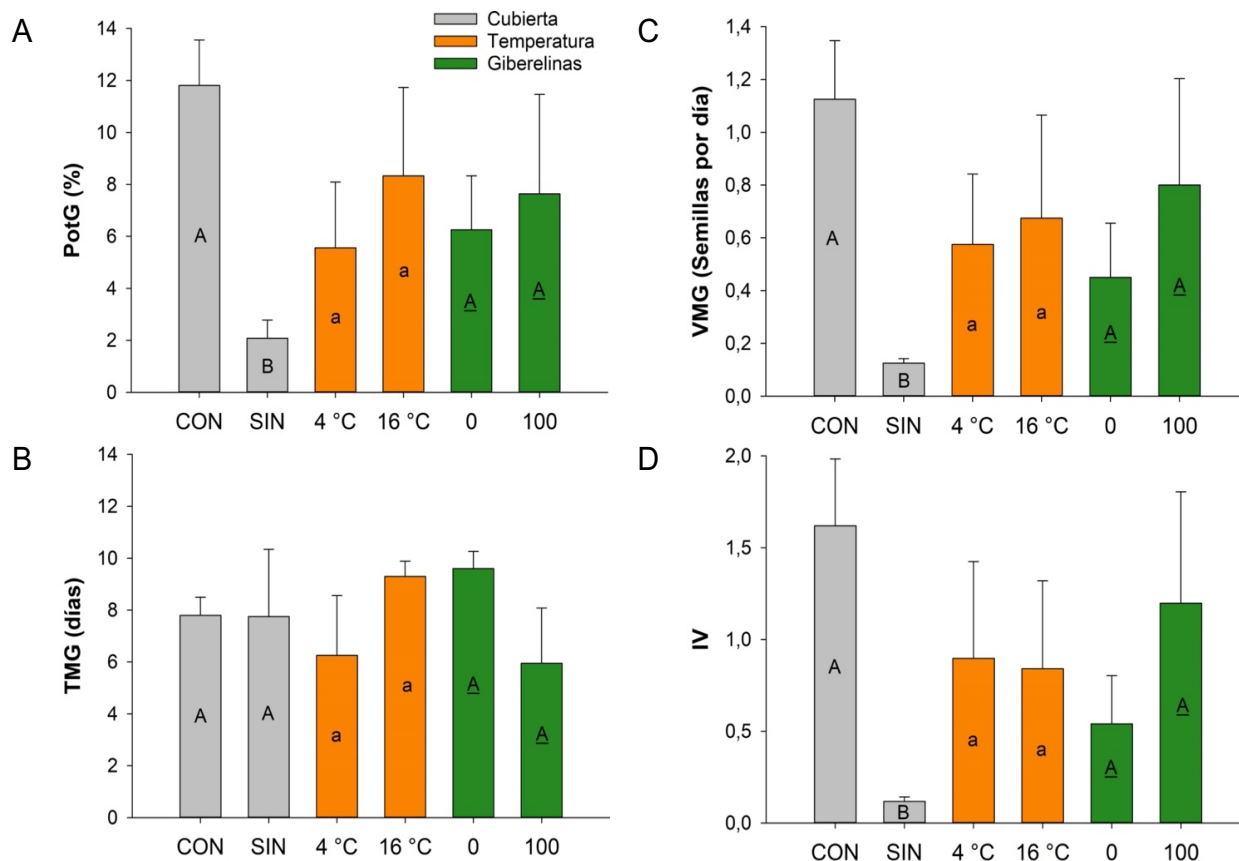 A
PotG (%)
14
12
10
8
6
4
2
0
Cubierta
Temperatura
Giberelinas
A
B
a
a
A
A
CON SIN 4 °C 16 °C 0 100
C
VMG (Semillas por día)
1,4
1,2
1,0
0,8
0,6
0,4
0,2
0,0
A
B
a
a
A
A
CON SIN 4 °C 16 °C 0 100
B
TMG (días)
14
12
10
8
6
4
2
0
A
A
a
a
A
A
CON SIN 4 °C 16 °C 0 100
D
IV
2,0
1,5
1,0
0,5
0,0
A
B
a
a
A
A
CON SIN 4 °C 16 °C 0 100